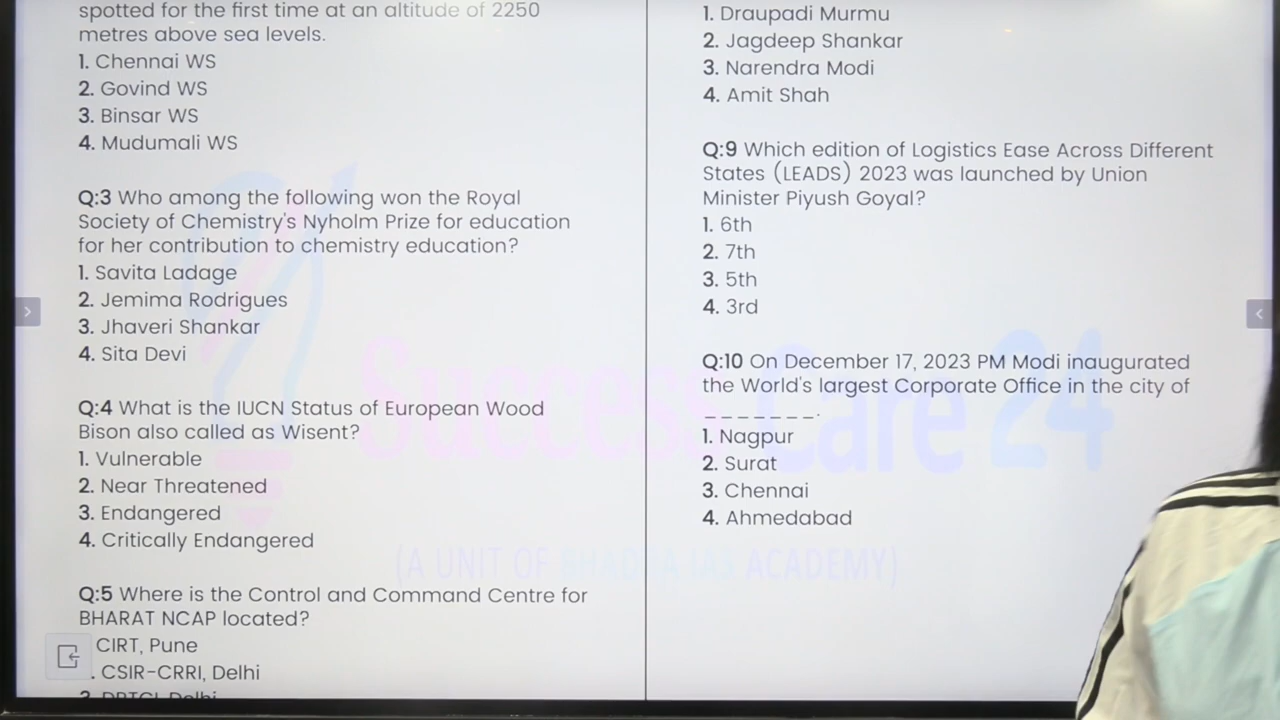 spotted for the first time at an altitude of 2250
metres above sea levels.
1. Chennai WS
2. Govind WS
3. Binsar WS
4. Mudumali WS
Q:3 Who among the following won the Royal
Society of Chemistry's Nyholm Prize for education
for her contribution to chemistry education?
1. Savita Ladage
2. Jemima Rodrigues
3. Jhaveri Shankar
4. Sita Devi
Q:4 What is the IUCN Status of European Wood
Bison also called as Wisent?
1. Vulnerable
2. Near Threatened
3. Endangered
4. Critically Endangered
Q:5 Where is the Control and Command Centre for
BHARAT NCAP located?
CIRT, Pune
. CSIR-CRRI, Delhi
1. Draupadi Murmu
2. Jagdeep Shankar
3. Narendra Modi
4. Amit Shah
Q:9 Which edition of Logistics Ease Across Different
States (LEADS) 2023 was launched by Union
Minister Piyush Goyal?
1. 6th
2. 7th
3. 5th
4. 3rd
Q:10 On December 17, 2023 PM Modi inaugurated
the World's largest Corporate Office in the city of
_______.
1. Nagpur
2. Surat
3. Chennai
4. Ahmedabad
Success Care 24
(A UNIT OF BHADRA IAS ACADEMY)